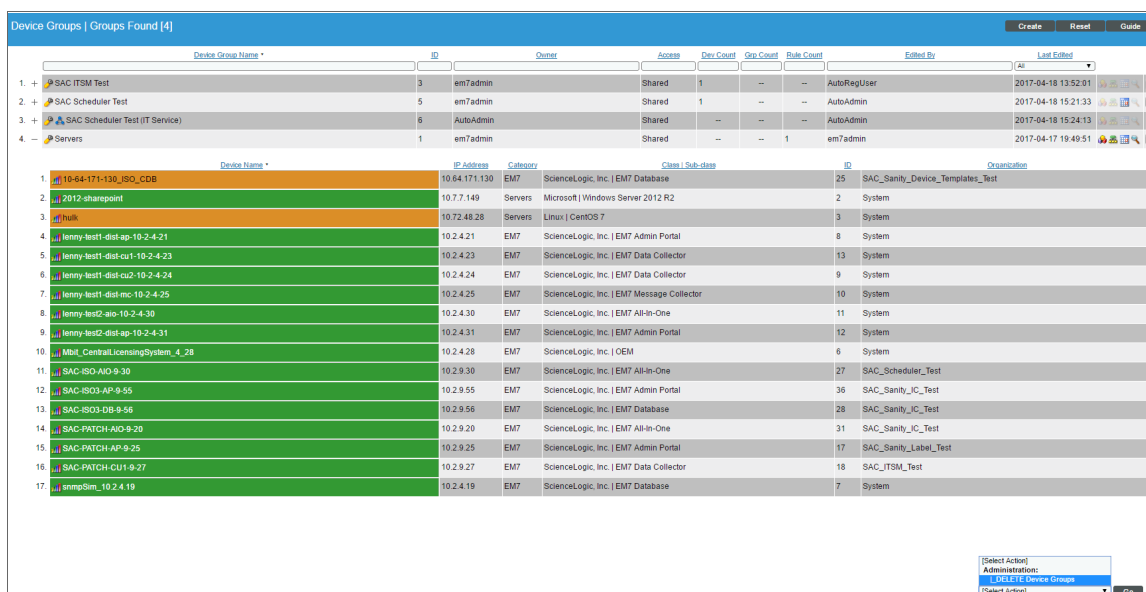 Device Groups | Groups Found [4] Create Reset Guide
Device Group Name • ID Owner Access Dev Count Grp Count Rule Count Edited By Last Edited
All
1. + SAC ITSM Test 3 em7admin Shared 1 -- -- AutoRegUser 2017-04-18 13:52:01
2. + SAC Scheduler Test 5 em7admin Shared 1 -- -- AutoAdmin 2017-04-18 15:21:33
3. + SAC Scheduler Test (IT Service) 6 AutoAdmin Shared -- -- -- AutoAdmin 2017-04-18 15:24:13
4. – Servers 1 em7admin Shared -- -- 1 em7admin 2017-04-17 19:49:51
Device Name • IP Address Category Class | Sub-class ID Organization
1. 10-64-171-130_ISO_CDB 10.64.171.130 EM7 ScienceLogic, Inc. | EM7 Database 25 SAC_Sanity_Device_Templates_Test
2. 2012-sharepoint 10.7.7.149 Servers Microsoft | Windows Server 2012 R2 2 System
3. hulk 10.72.48.28 Servers Linux | CentOS 7 3 System
4. lenny-test1-dist-ap-10-2-4-21 10.2.4.21 EM7 ScienceLogic, Inc. | EM7 Admin Portal 8 System
5. lenny-test1-dist-cu1-10-2-4-23 10.2.4.23 EM7 ScienceLogic, Inc. | EM7 Data Collector 13 System
6. lenny-test1-dist-cu2-10-2-4-24 10.2.4.24 EM7 ScienceLogic, Inc. | EM7 Data Collector 9 System
7. lenny-test1-dist-mc-10-2-4-25 10.2.4.25 EM7 ScienceLogic, Inc. | EM7 Message Collector 10 System
8. lenny-test2-aio-10-2-4-30 10.2.4.30 EM7 ScienceLogic, Inc. | EM7 All-In-One 11 System
9. lenny-test2-dist-ap-10-2-4-31 10.2.4.31 EM7 ScienceLogic, Inc. | EM7 Admin Portal 12 System
10. Mbit_CentralLicensingSystem_4_28 10.2.4.28 EM7 ScienceLogic, Inc. | OEM 6 System
11. SAC-ISO-AIO-9-30 10.2.9.30 EM7 ScienceLogic, Inc. | EM7 All-In-One 27 SAC_Scheduler_Test
12. SAC-ISO3-AP-9-55 10.2.9.55 EM7 ScienceLogic, Inc. | EM7 Admin Portal 36 SAC_Sanity_IC_Test
13. SAC-ISO3-DB-9-56 10.2.9.56 EM7 ScienceLogic, Inc. | EM7 Database 28 SAC_Sanity_IC_Test
14. SAC-PATCH-AIO-9-20 10.2.9.20 EM7 ScienceLogic, Inc. | EM7 All-In-One 31 SAC_Sanity_IC_Test
15. SAC-PATCH-AP-9-25 10.2.9.25 EM7 ScienceLogic, Inc. | EM7 Admin Portal 17 SAC_Sanity_Label_Test
16. SAC-PATCH-CU1-9-27 10.2.9.27 EM7 ScienceLogic, Inc. | EM7 Data Collector 18 SAC_ITSM_Test
17. snmpSim_10.2.4.19 10.2.4.19 EM7 ScienceLogic, Inc. | EM7 Database 7 System
[Select Action]
Administration:
|_DELETE Device Groups
[Select Action] Go